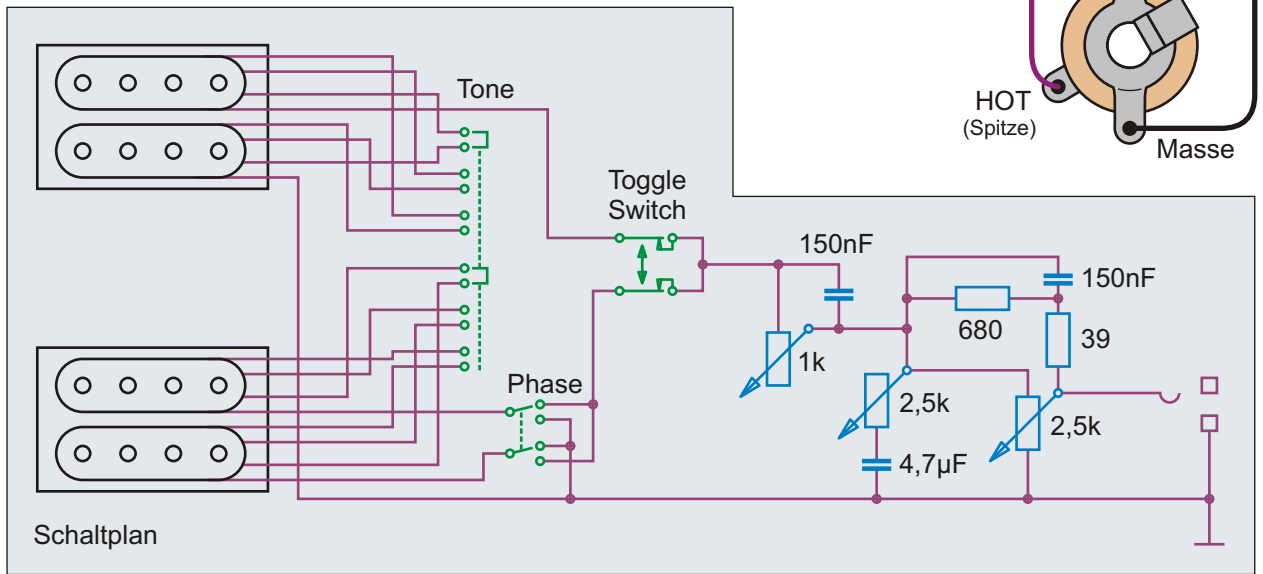 HOT
(Spitze)
Masse
Tone
Toggle
Switch
150nF
150nF
680
39
1k
2,5k
2,5k
4,7µF
Phase
Schaltplan